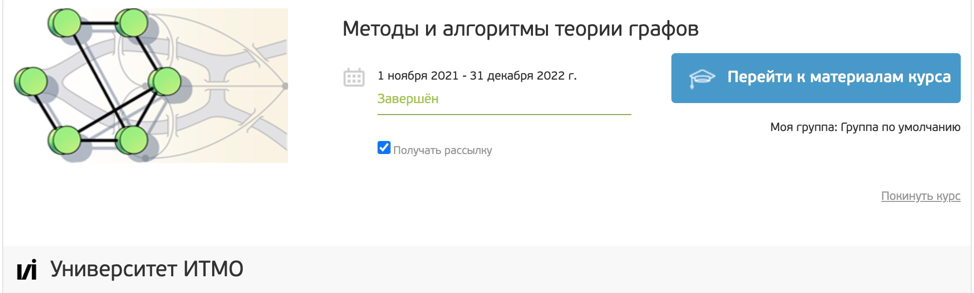 Методы и алгоритмы теории графов
1 ноября 2021 - 31 декабря 2022 г.
Завершён
Получать рассылку
Перейти к материалам курса
Моя группа: Группа по умолчанию
Покинуть курс
Университет ИТМО